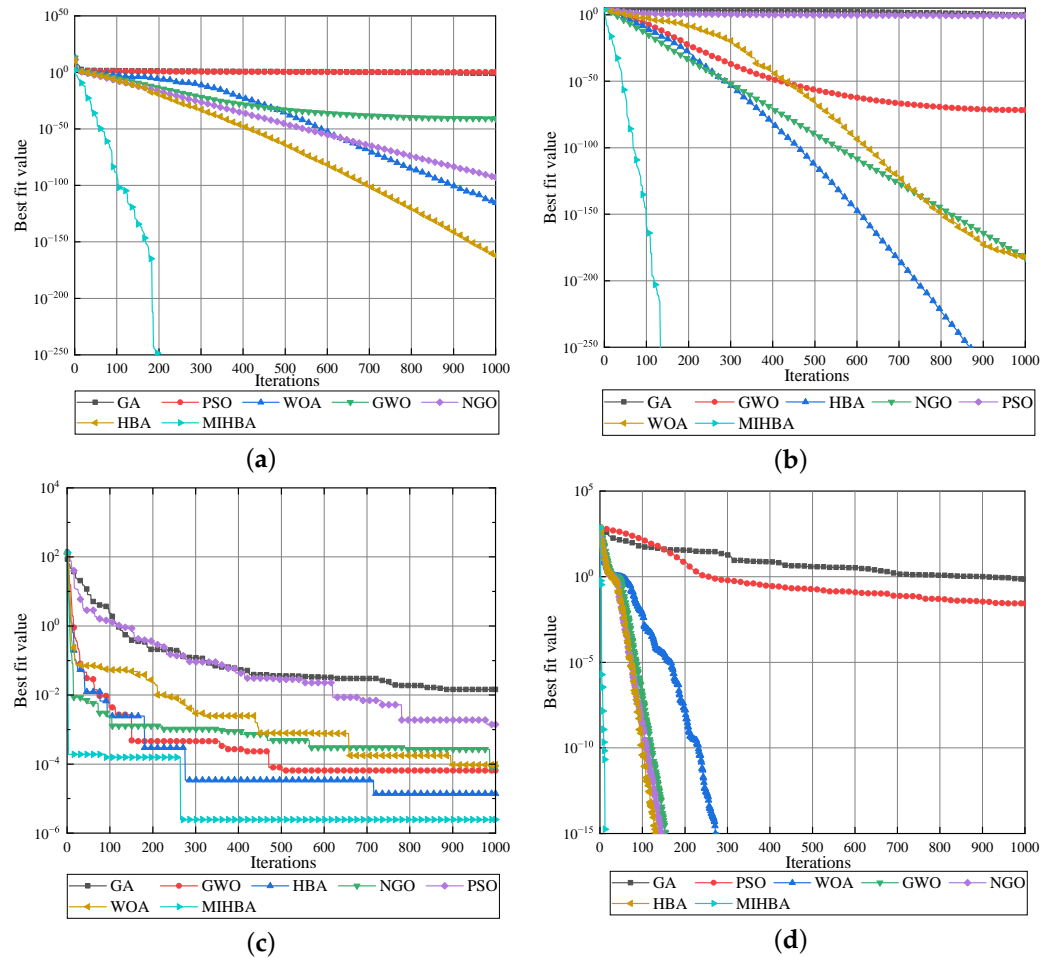 10^50
10^0
10^-50
10^-100
10^-150
10^-200
10^-250
Best fit value
0 100 200 300 400 500 600 700 800 900 1000
Iterations
GA PSO WOA GWO NGO
HBA MIHBA
(a)
10^0
10^-50
10^-100
10^-150
10^-200
10^-250
Best fit value
0 100 200 300 400 500 600 700 800 900 1000
Iterations
GA GWO HBA NGO PSO
WOA MIHBA
(b)
10^4
10^2
10^0
10^-2
10^-4
10^-6
Best fit value
0 100 200 300 400 500 600 700 800 900 1000
Iterations
GA GWO HBA NGO PSO
WOA MIHBA
(c)
10^5
10^0
10^-5
10^-10
10^-15
Best fit value
0 100 200 300 400 500 600 700 800 900 1000
Iterations
GA PSO WOA GWO NGO
HBA MIHBA
(d)